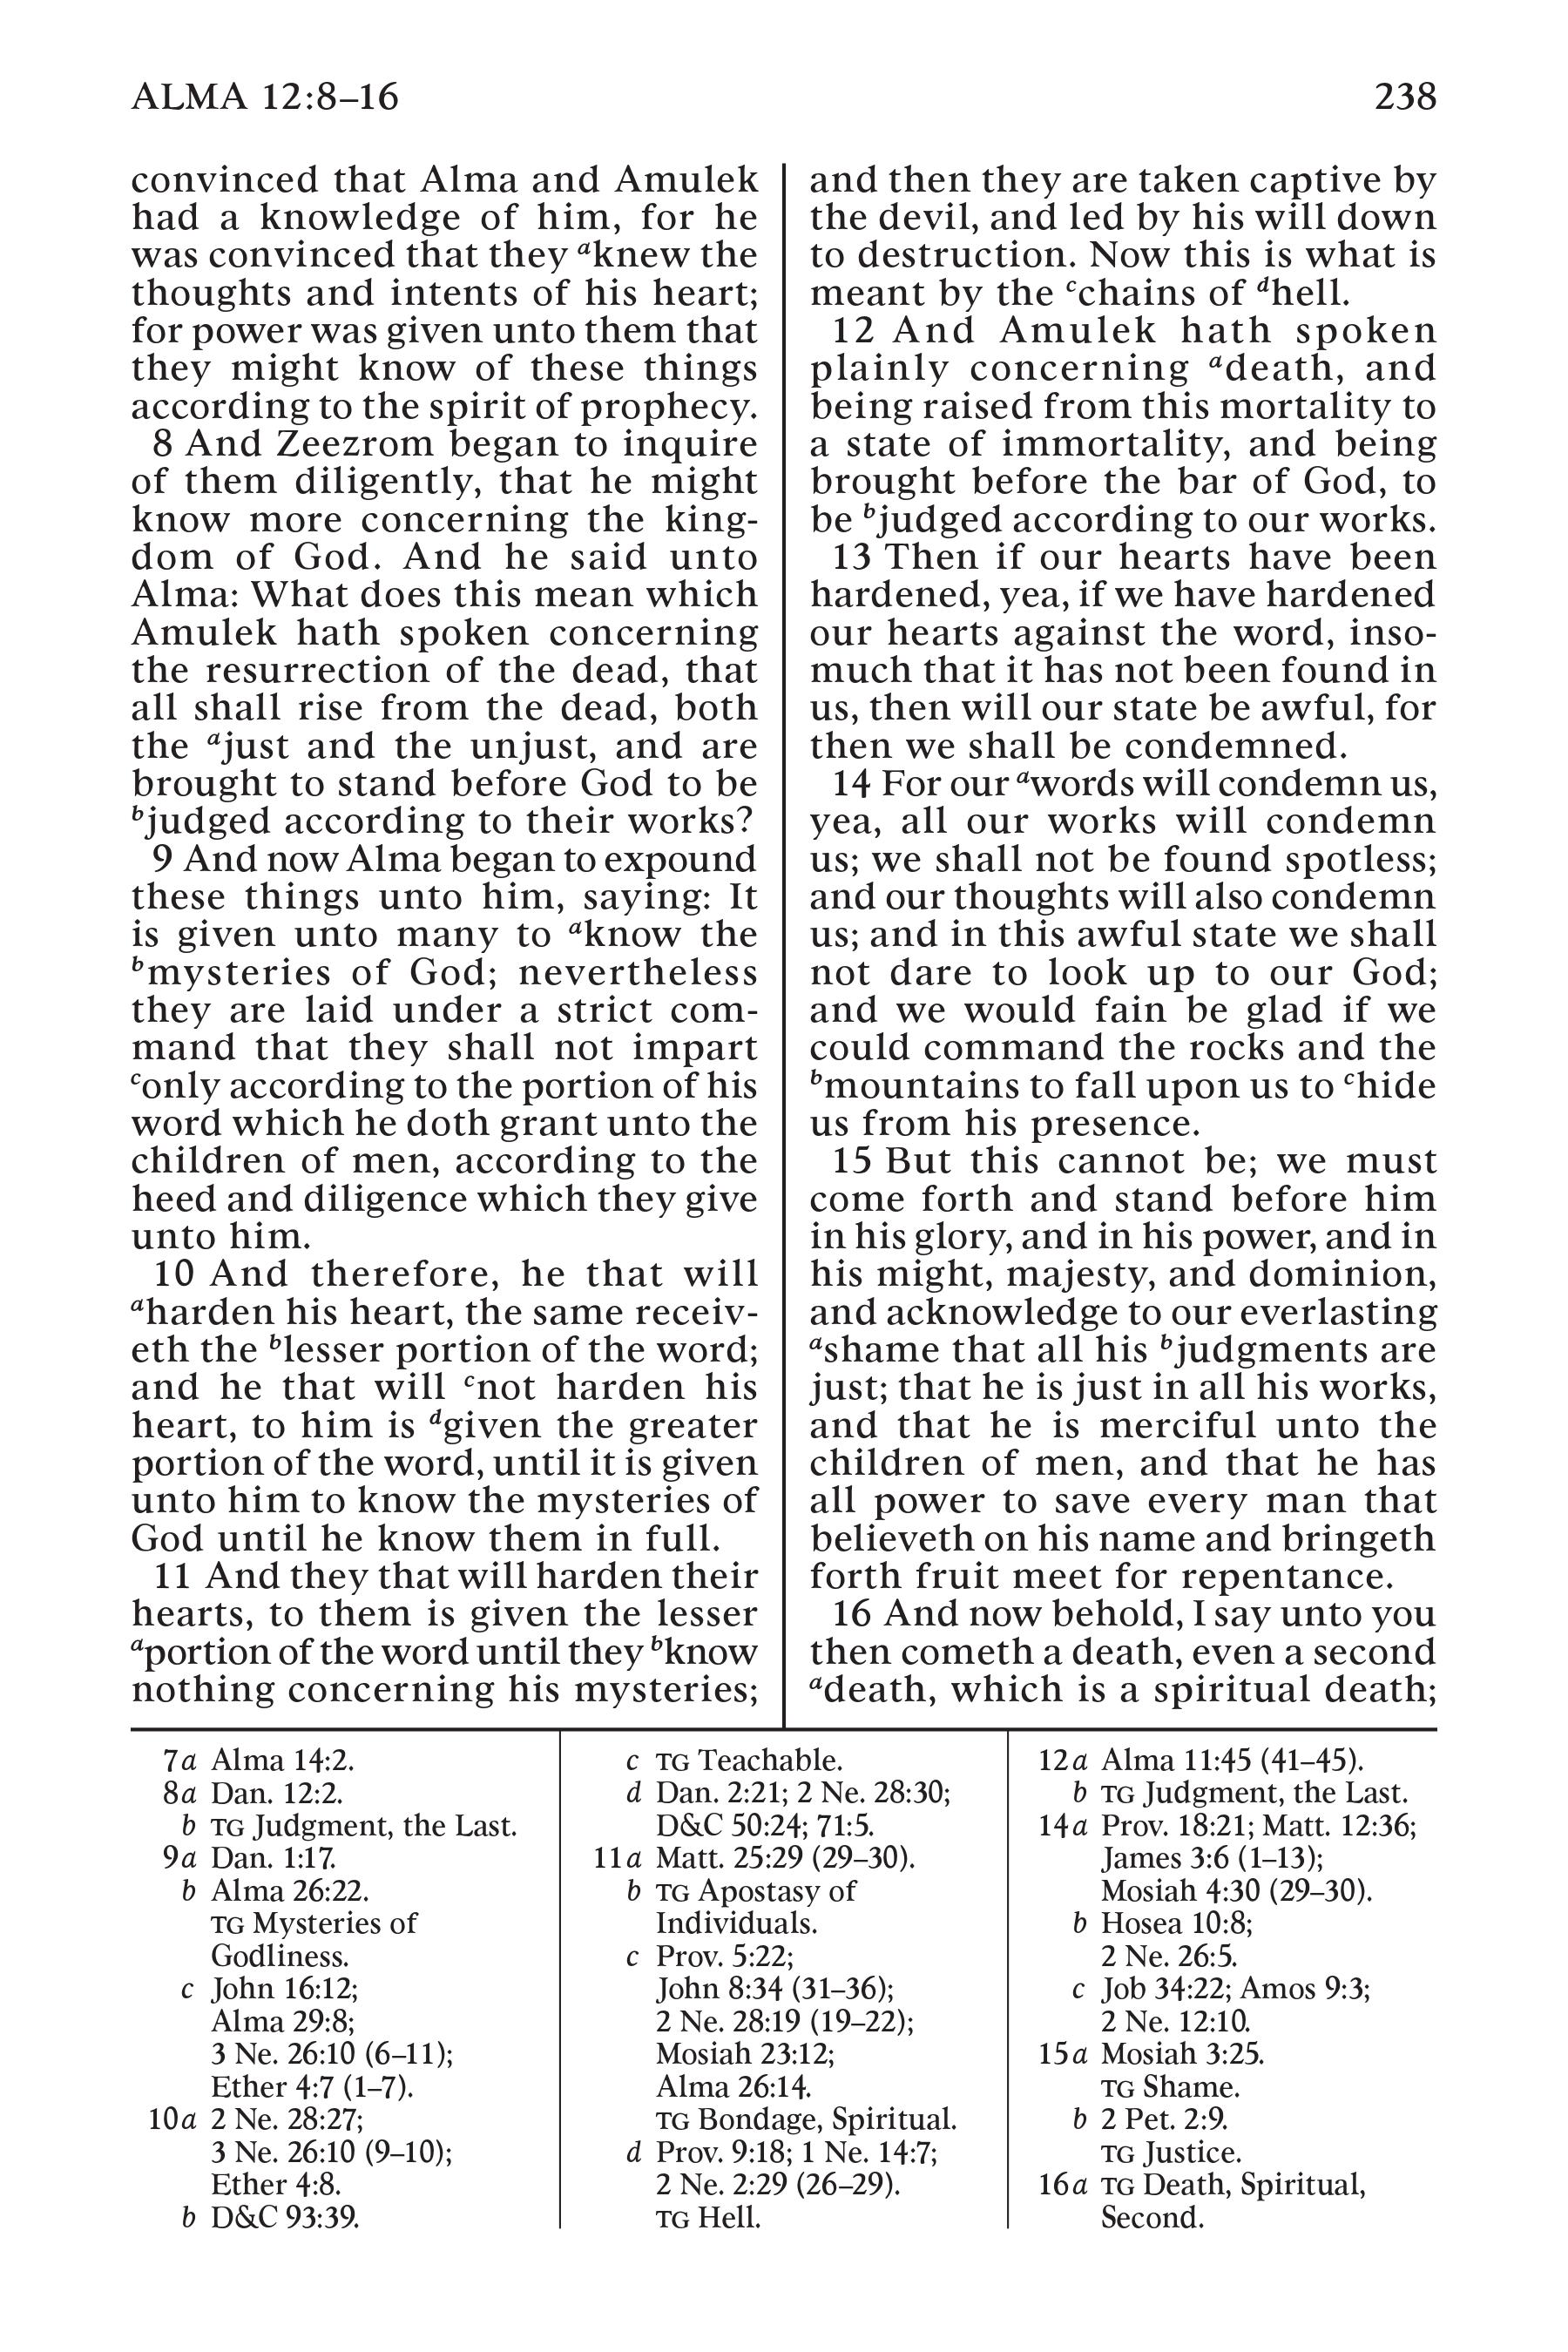 ALMA 12:8–16
238
convinced that Alma and Amulek
had a knowledge of him, for he
was convinced that they aknew the
thoughts and intents of his heart;
for power was given unto them that
they might know of these things
according to the spirit of prophecy.
8 And Zeezrom began to inquire
of them diligently, that he might
know more concerning the king-
dom of God. And he said unto
Alma: What does this mean which
Amulek hath spoken concerning
the resurrection of the dead, that
all shall rise from the dead, both
the ajust and the unjust, and are
brought to stand before God to be
bjudged according to their works?
9 And now Alma began to expound
these things unto him, saying: It
is given unto many to aknow the
bmysteries of God; nevertheless
they are laid under a strict com-
mand that they shall not impart
conly according to the portion of his
word which he doth grant unto the
children of men, according to the
heed and diligence which they give
unto him.
10 And therefore, he that will
aharden his heart, the same receiv-
eth the blesser portion of the word;
and he that will cnot harden his
heart, to him is dgiven the greater
portion of the word, until it is given
unto him to know the mysteries of
God until he know them in full.
11 And they that will harden their
hearts, to them is given the lesser
aportion of the word until they bknow
nothing concerning his mysteries;
and then they are taken captive by
the devil, and led by his will down
to destruction. Now this is what is
meant by the cchains of dhell.
12 And Amulek hath spoken
plainly concerning adeath, and
being raised from this mortality to
a state of immortality, and being
brought before the bar of God, to
be bjudged according to our works.
13 Then if our hearts have been
hardened, yea, if we have hardened
our hearts against the word, inso-
much that it has not been found in
us, then will our state be awful, for
then we shall be condemned.
14 For our awords will condemn us,
yea, all our works will condemn
us; we shall not be found spotless;
and our thoughts will also condemn
us; and in this awful state we shall
not dare to look up to our God;
and we would fain be glad if we
could command the rocks and the
bmountains to fall upon us to chide
us from his presence.
15 But this cannot be; we must
come forth and stand before him
in his glory, and in his power, and in
his might, majesty, and dominion,
and acknowledge to our everlasting
ashame that all his bjudgments are
just; that he is just in all his works,
and that he is merciful unto the
children of men, and that he has
all power to save every man that
believeth on his name and bringeth
forth fruit meet for repentance.
16 And now behold, I say unto you
then cometh a death, even a second
adeath, which is a spiritual death;
7a Alma 14:2.
8a Dan. 12:2.
b TG Judgment, the Last.
9a Dan. 1:17.
b Alma 26:22.
TG Mysteries of
Godliness.
c John 16:12;
Alma 29:8;
3 Ne. 26:10 (6–11);
Ether 4:7 (1–7).
10a 2 Ne. 28:27;
3 Ne. 26:10 (9–10);
Ether 4:8.
b D&C 93:39.
c TG Teachable.
d Dan. 2:21; 2 Ne. 28:30;
D&C 50:24; 71:5.
11a Matt. 25:29 (29–30).
b TG Apostasy of
Individuals.
c Prov. 5:22;
John 8:34 (31–36);
2 Ne. 28:19 (19–22);
Mosiah 23:12;
Alma 26:14.
TG Bondage, Spiritual.
d Prov. 9:18; 1 Ne. 14:7;
2 Ne. 2:29 (26–29).
TG Hell.
12a Alma 11:45 (41–45).
b TG Judgment, the Last.
14a Prov. 18:21; Matt. 12:36;
James 3:6 (1–13);
Mosiah 4:30 (29–30).
b Hosea 10:8;
2 Ne. 26:5.
c Job 34:22; Amos 9:3;
2 Ne. 12:10.
15a Mosiah 3:25.
TG Shame.
b 2 Pet. 2:9.
TG Justice.
16a TG Death, Spiritual,
Second.